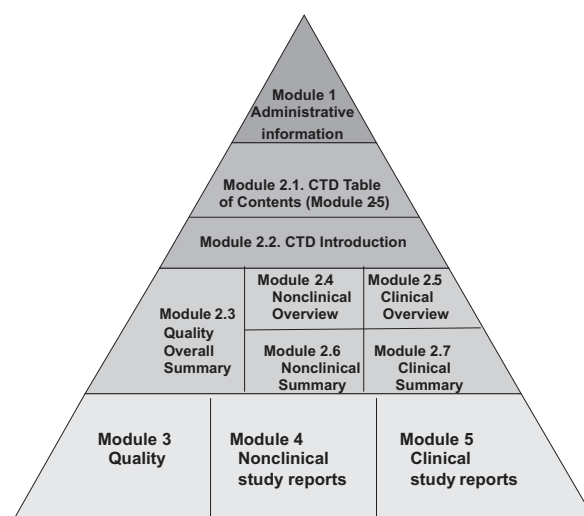 Module 1
Administrative
information
Module 2.1. CTD Table
of Contents (Module 2-5)
Module 2.2. CTD Introduction
Module 2.3
Quality
Overall
Summary
Module 2.4
Nonclinical
Overview
Module 2.5
Clinical
Overview
Module 2.6
Nonclinical
Summary
Module 2.7
Clinical
Summary
Module 3
Quality
Module 4
Nonclinical
study reports
Module 5
Clinical
study reports